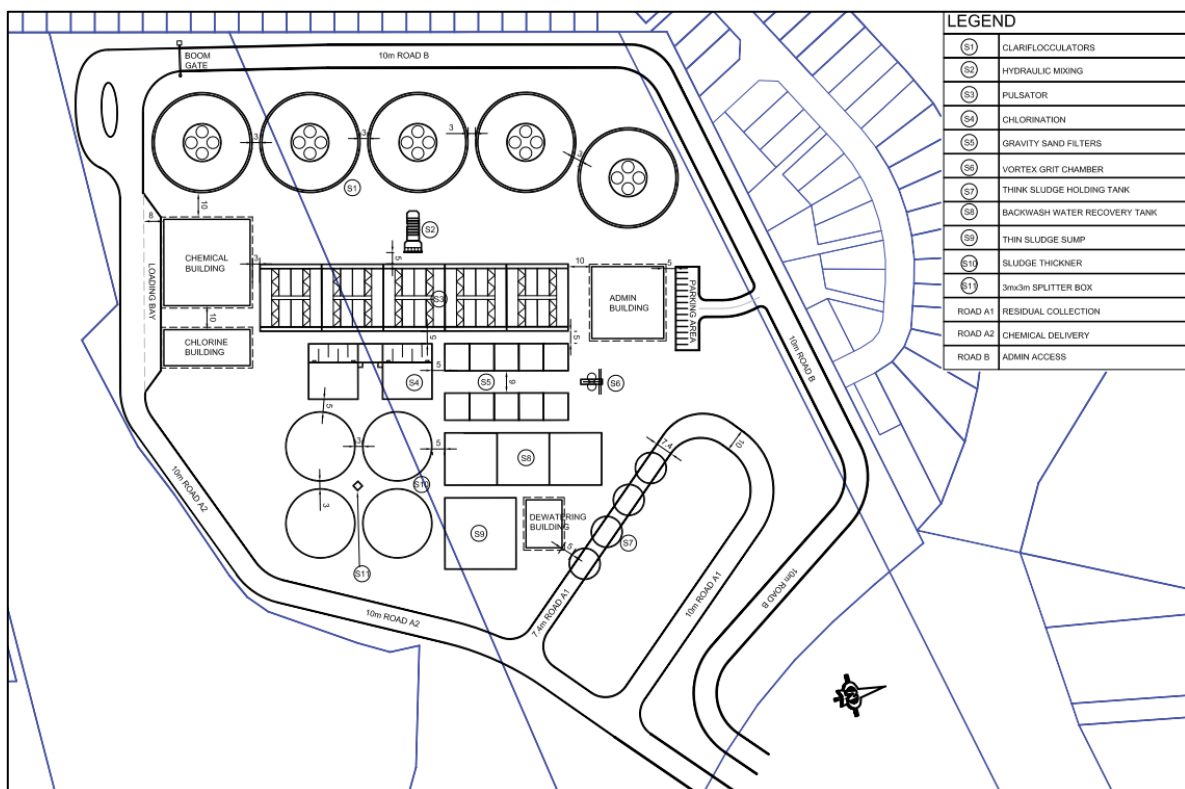 LEGEND
S1 CLARIFLOCCULATORS
S2 HYDRAULIC MIXING
S3 PULSATOR
S4 CHLORINATION
S5 GRAVITY SAND FILTERS
S6 VORTEX GRIT CHAMBER
S7 THINK SLUDGE HOLDING TANK
S8 BACKWASH WATER RECOVERY TANK
S9 THIN SLUDGE SUMP
S10 SLUDGE THICKNER
S11 3mx3m SPLITTER BOX
ROAD A1 RESIDUAL COLLECTION
ROAD A2 CHEMICAL DELIVERY
ROAD B ADMIN ACCESS
BOOM
GATE
10m ROAD B
3
3
3
3
S1
10
8
S2
5
CHEMICAL
BUILDING
3
LOADING BAY
10
CHLORINE
BUILDING
S3
10
ADMIN
BUILDING
5
PARKING AREA
10m ROAD B
5
5
S4
5
S5
9
S6
5
3
5
S8
S10
7.4
10
3
S9
DEWATERING
BUILDING
5
S7
S11
10m ROAD A2
10m ROAD A2
7.4m ROAD A1
10m ROAD A1
10m ROAD B